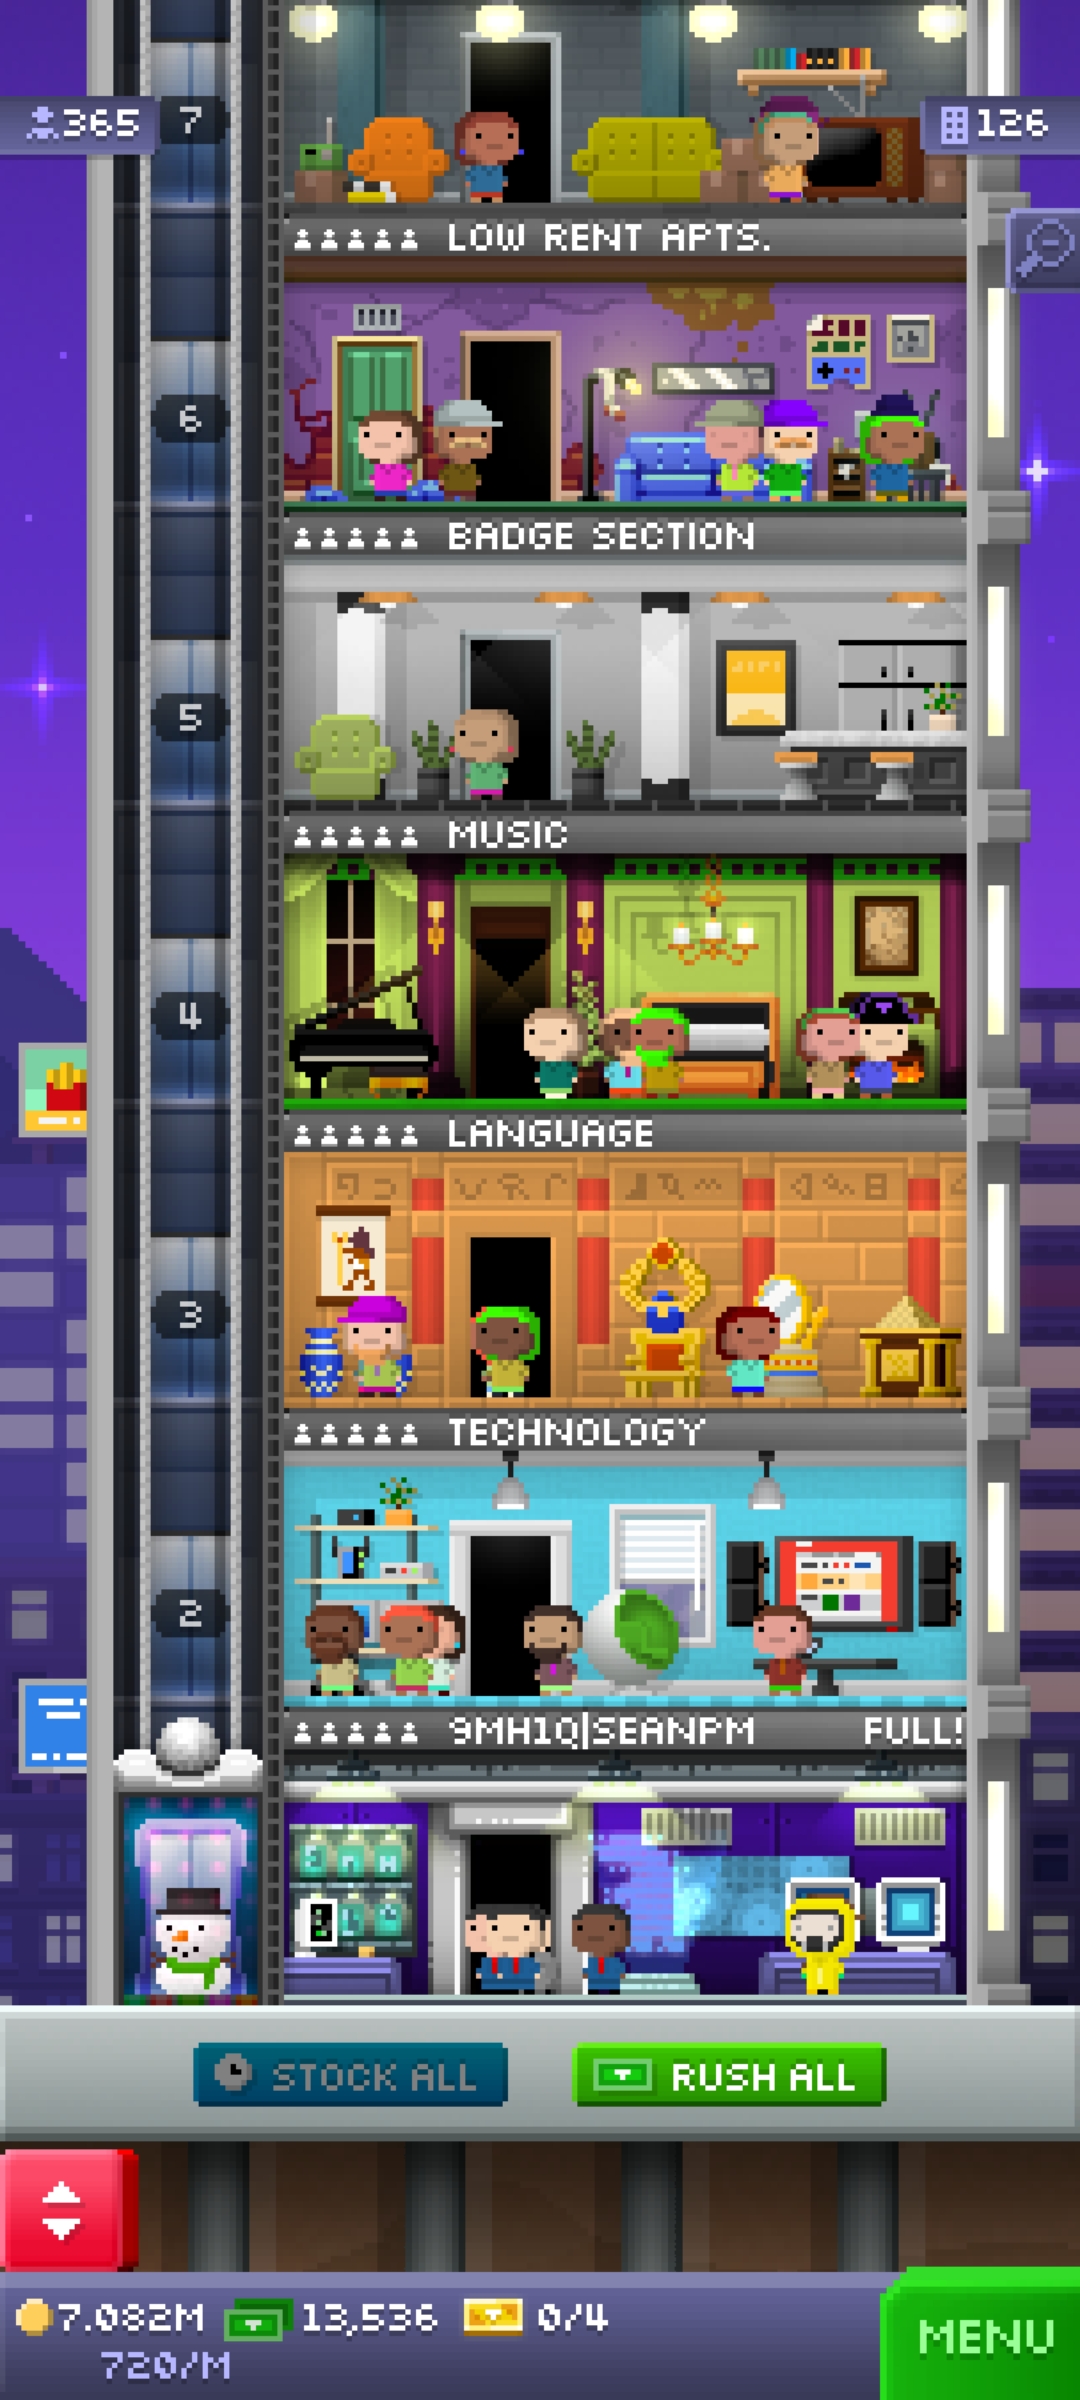 7
365
126
LOW RENT APTS.
6
BADGE SECTION
5
MUSIC
4
LANGUAGE
3
TECHNOLOGY
2
9MH1Q|SEANPM FULL!
STOCK ALL
RUSH ALL
7.082M
13,536
0/4
720/M
MENU